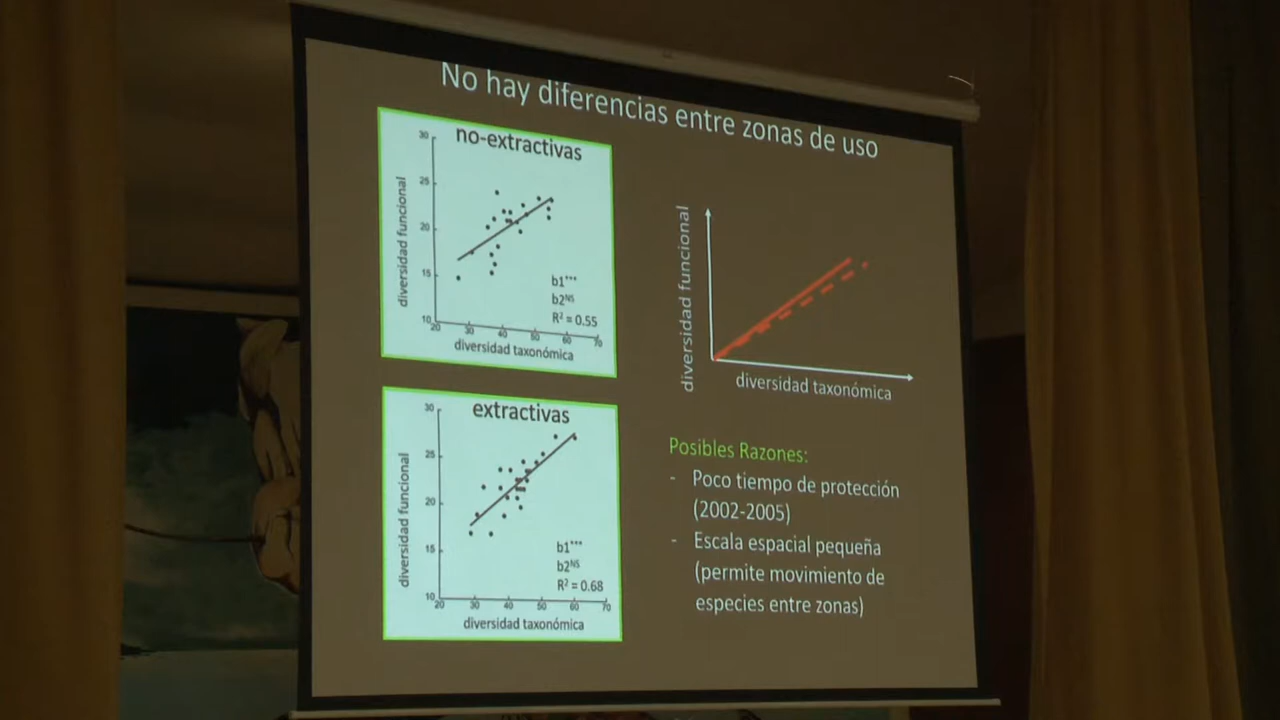 No hay diferencias entre zonas de uso
no-extractivas
30
25
20
15
10
diversidad funcional
20 30 40 50 60 70
diversidad taxonómica
b1***
b2NS
R² = 0.55
extractivas
30
25
20
15
10
diversidad funcional
20 30 40 50 60 70
diversidad taxonómica
b1***
b2NS
R² = 0.68
diversidad funcional
diversidad taxonómica
Posibles Razones:
- Poco tiempo de protección
(2002-2005)
- Escala espacial pequeña
(permite movimiento de
especies entre zonas)